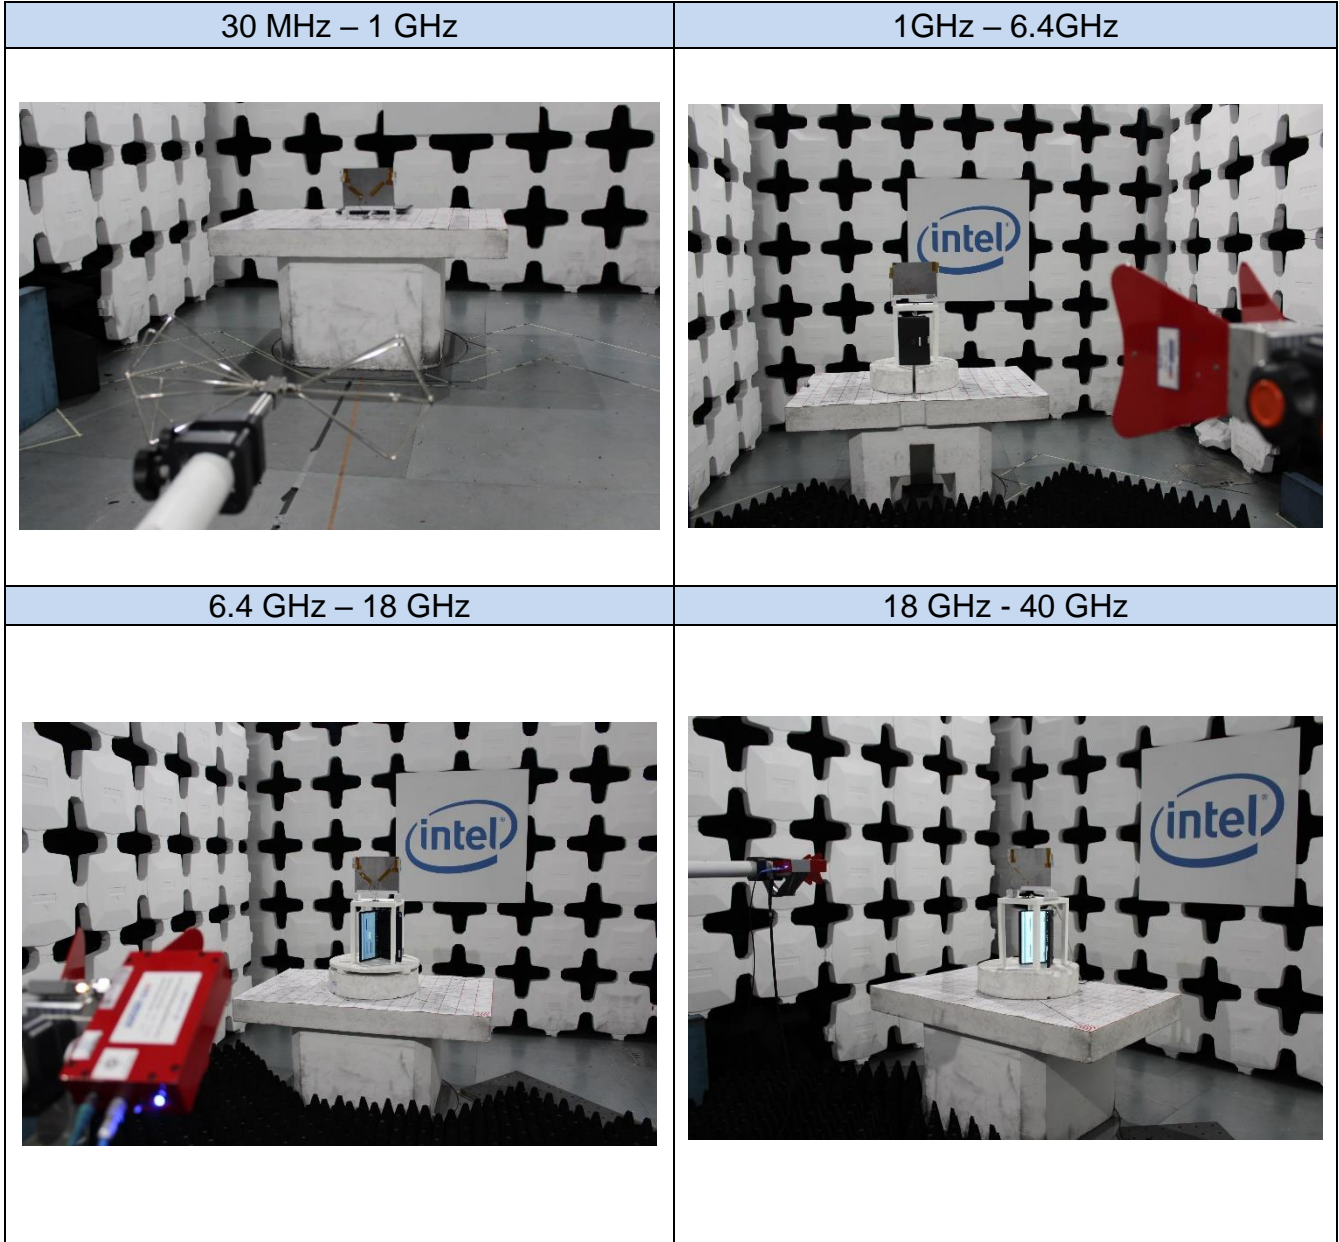 30 MHz – 1 GHz
1GHz – 6.4GHz
intel
6.4 GHz – 18 GHz
18 GHz - 40 GHz
intel
intel